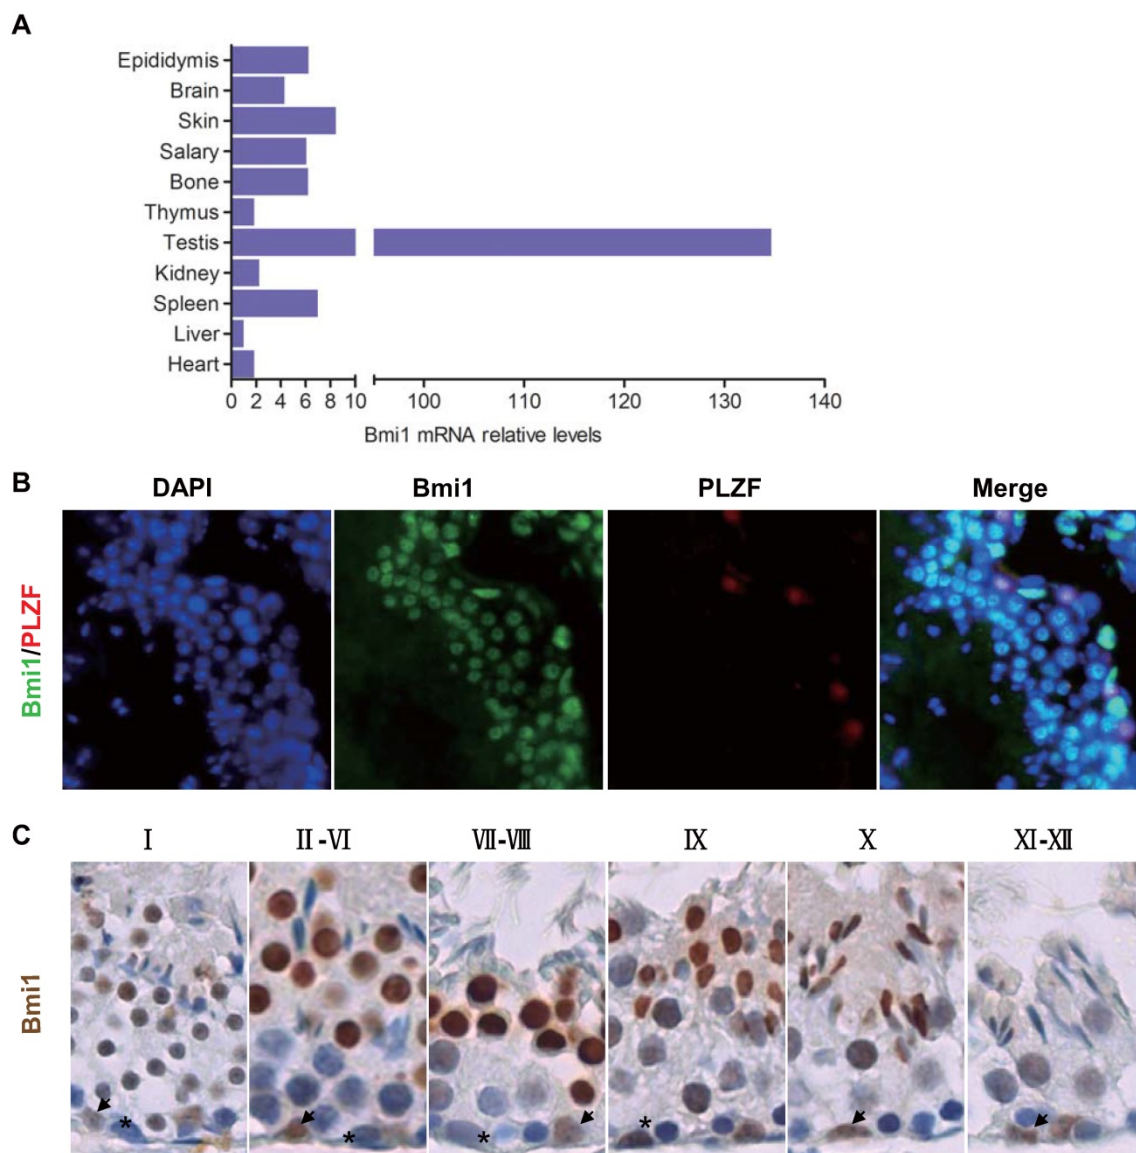 A
Epididymis
Brain
Skin
Salary
Bone
Thymus
Testis
Kidney
Spleen
Liver
Heart
0 2 4 6 8 10 100 110 120 130 140
Bmi1 mRNA relative levels
B
DAPI Bmi1 PLZF Merge
Bmi1/PLZF
C
Ⅰ Ⅱ-Ⅵ Ⅶ-Ⅷ Ⅸ Ⅹ Ⅺ-Ⅻ
Bmi1
* * * *